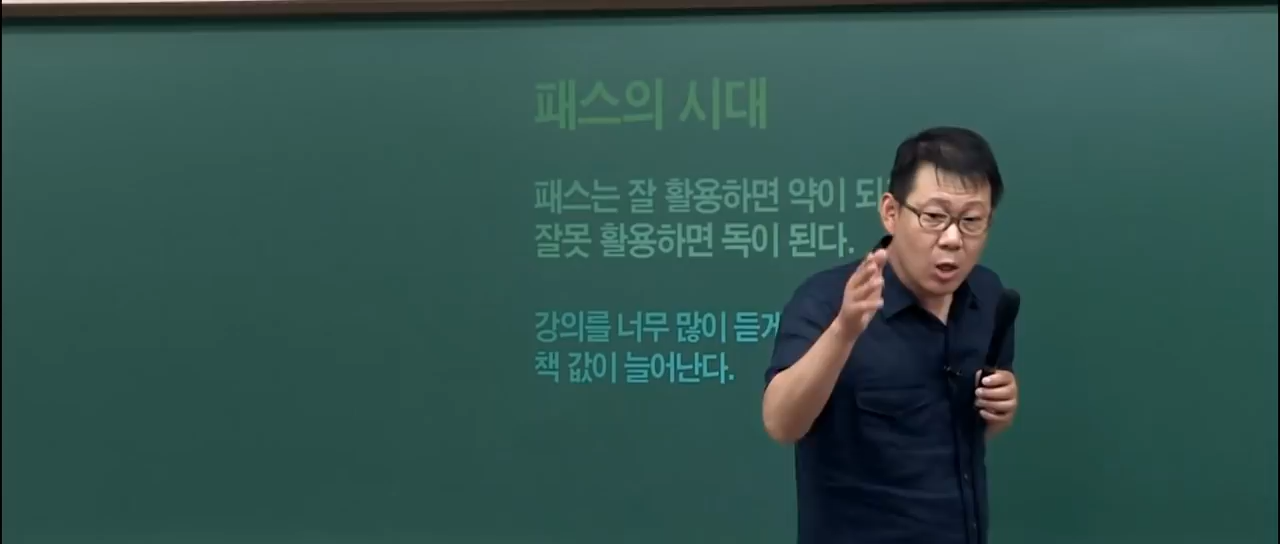 패스의 시대
패스는 잘 활용하면 약이
잘못 활용하면 독이 된다.
강의를 너무 많이 듣게
책 값이 늘어난다.